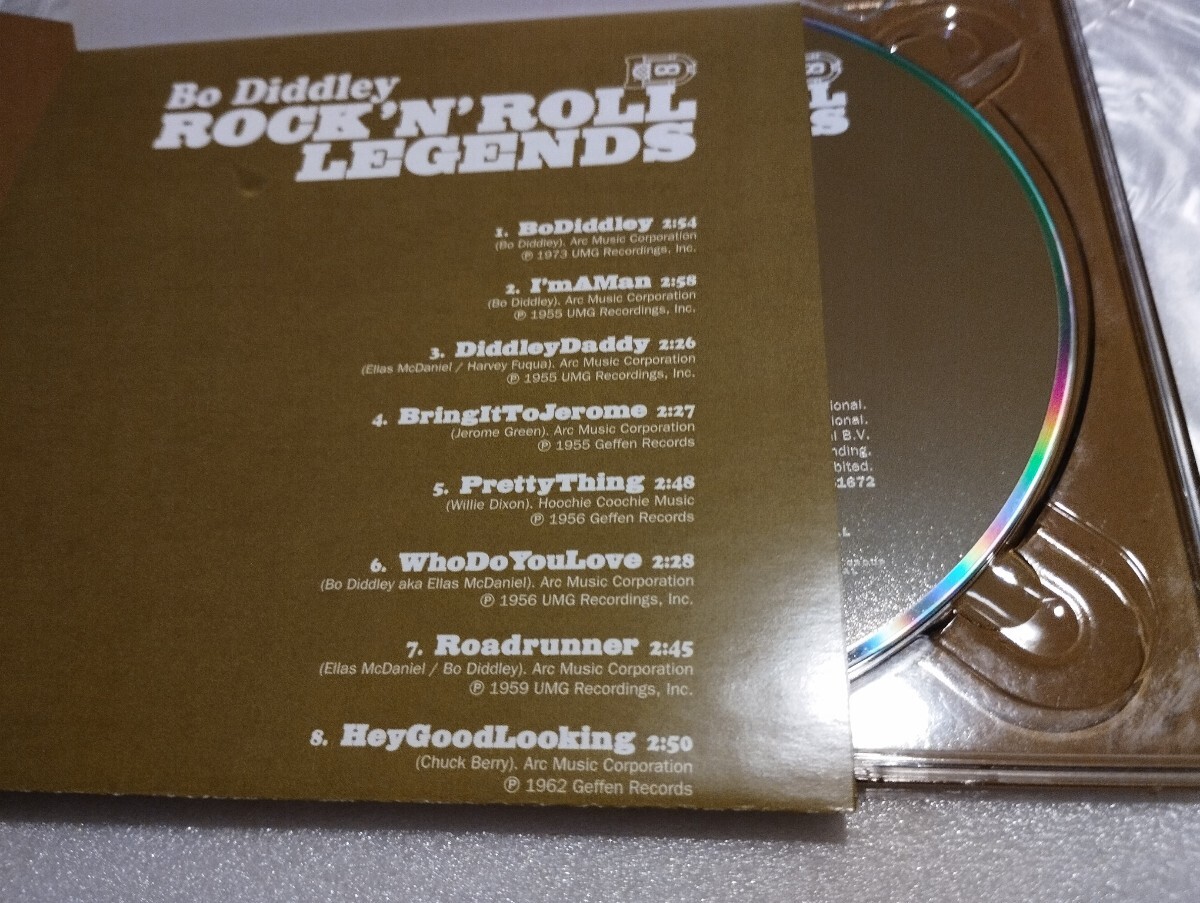 Bo Diddley
ROCK 'N' ROLL
LEGENDS
1. BoDiddley 2:54
(Bo Diddley). Arc Music Corporation
℗ 1973 UMG Recordings, Inc.
2. I'mAMan 2:58
(Bo Diddley). Arc Music Corporation
℗ 1955 UMG Recordings, Inc.
3. DiddleyDaddy 2:26
(Ellas McDaniel / Harvey Fuqua). Arc Music Corporation
℗ 1955 UMG Recordings, Inc.
4. BringItToJerome 2:27
(Jerome Green). Arc Music Corporation
℗ 1955 Geffen Records
5. PrettyThing 2:48
(Willie Dixon). Hoochie Coochie Music
℗ 1956 Geffen Records
6. WhoDoYouLove 2:28
(Bo Diddley aka Ellas McDaniel). Arc Music Corporation
℗ 1956 UMG Recordings, Inc.
7. Roadrunner 2:45
(Ellas McDaniel / Bo Diddley). Arc Music Corporation
℗ 1959 UMG Recordings, Inc.
8. HeyGoodLooking 2:50
(Chuck Berry). Arc Music Corporation
℗ 1962 Geffen Records
L
S
ional.
ional.
l B.V.
nding.
bited.
1672